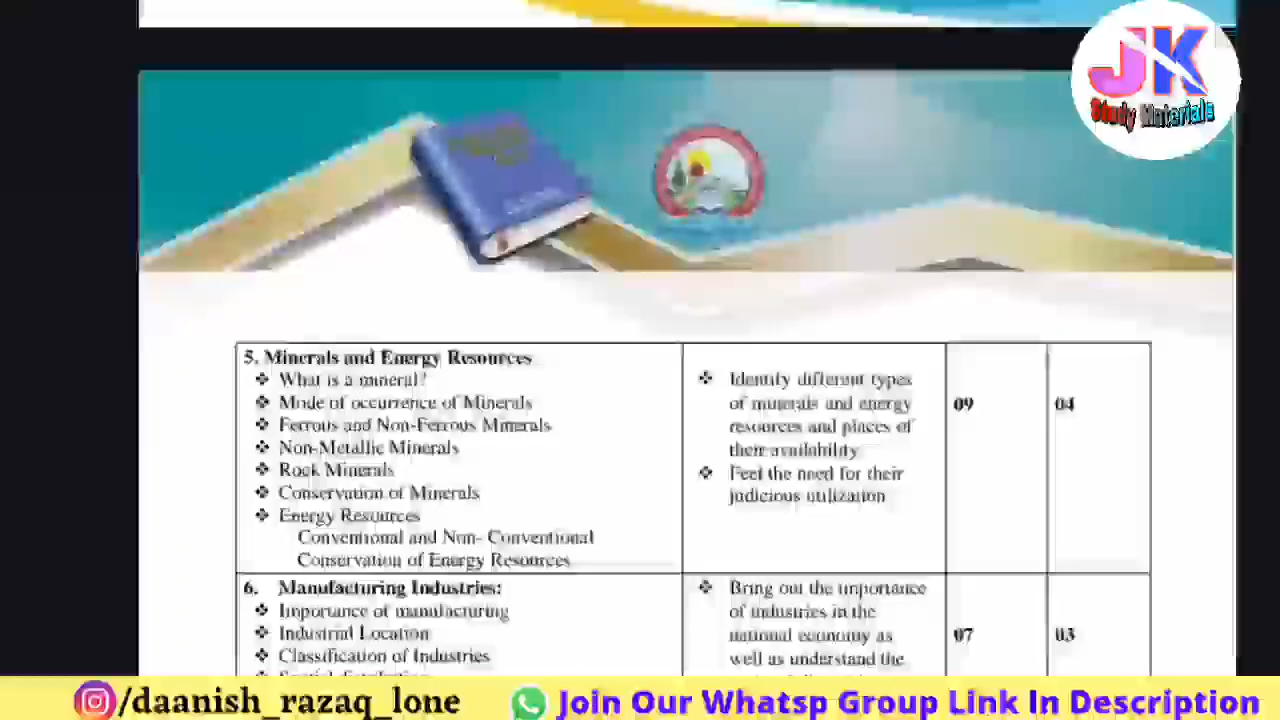 JK
Study Materials
5. Minerals and Energy Resources
❖ What is a mineral?
❖ Mode of occurrence of Minerals
❖ Ferrous and Non-Ferrous Minerals
❖ Non-Metallic Minerals
❖ Rock Minerals
❖ Conservation of Minerals
❖ Energy Resources
Conventional and Non- Conventional
Conservation of Energy Resources
❖ Identify different types
of minerals and energy
resources and places of
their availability
❖ Feel the need for their
judicious utilization
09
04
6. Manufacturing Industries:
❖ Importance of manufacturing
❖ Industrial Location
❖ Classification of Industries
❖ Bring out the importance
of industries in the
national economy as
well as understand the
07
03
/daanish_razaq_lone
Join Our Whatsp Group Link In Description